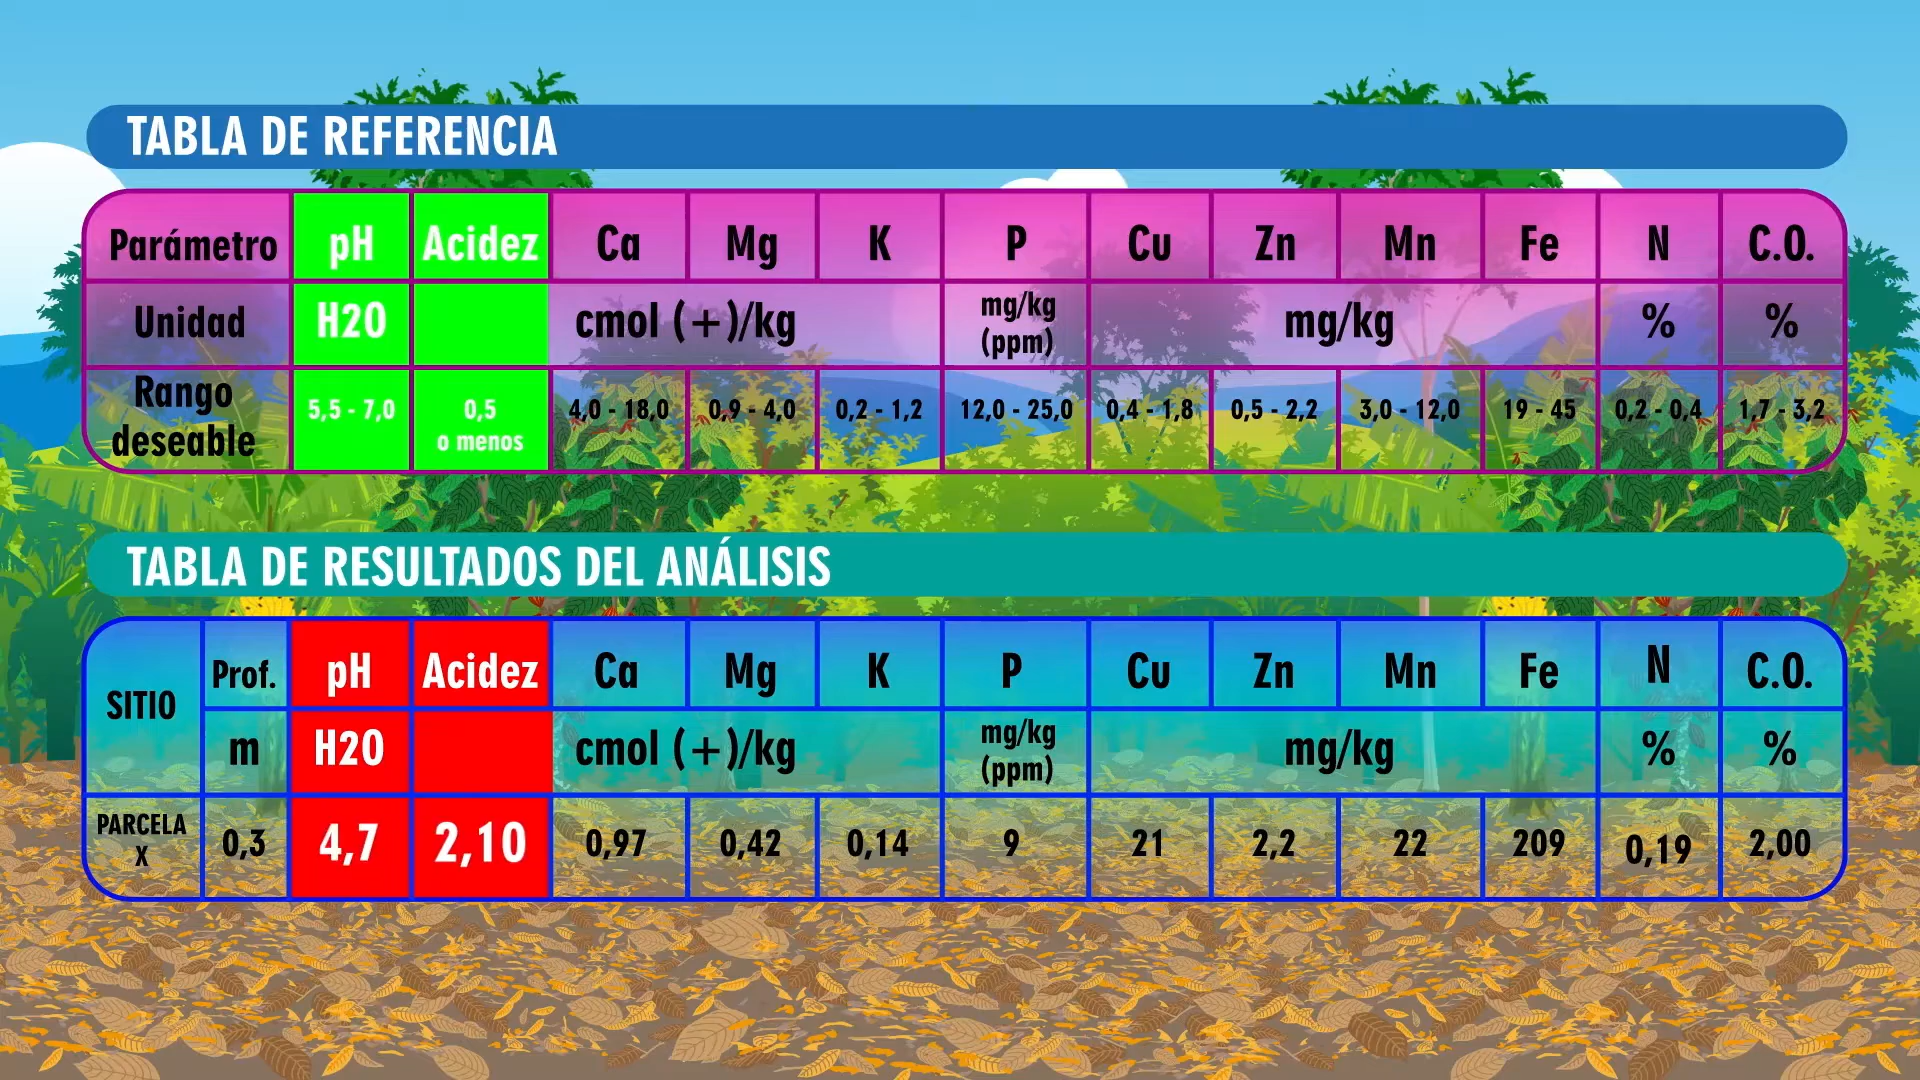 TABLA DE REFERENCIA
Parámetro pH Acidez Ca Mg K P Cu Zn Mn Fe N C.O.
Unidad H2O cmol (+)/kg mg/kg (ppm) mg/kg % %
Rango deseable 5,5 - 7,0 0,5 o menos 4,0 - 18,0 0,9 - 4,0 0,2 - 1,2 12,0 - 25,0 0,4 - 1,8 0,5 - 2,2 3,0 - 12,0 19 - 45 0,2 - 0,4 1,7 - 3,2
TABLA DE RESULTADOS DEL ANÁLISIS
SITIO Prof. pH Acidez Ca Mg K P Cu Zn Mn Fe N C.O.
m H2O cmol (+)/kg mg/kg (ppm) mg/kg % %
PARCELA X 0,3 4,7 2,10 0,97 0,42 0,14 9 21 2,2 22 209 0,19 2,00